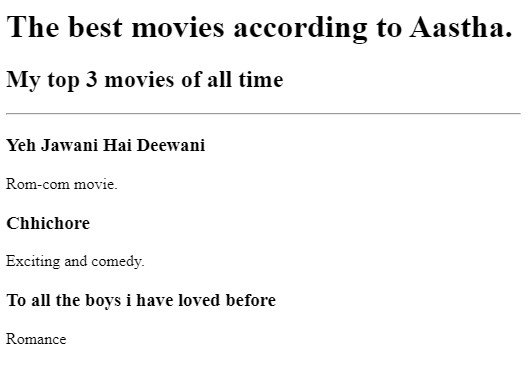 The best movies according to Aastha.
My top 3 movies of all time
Yeh Jawani Hai Deewani
Rom-com movie.
Chhichore
Exciting and comedy.
To all the boys i have loved before
Romance